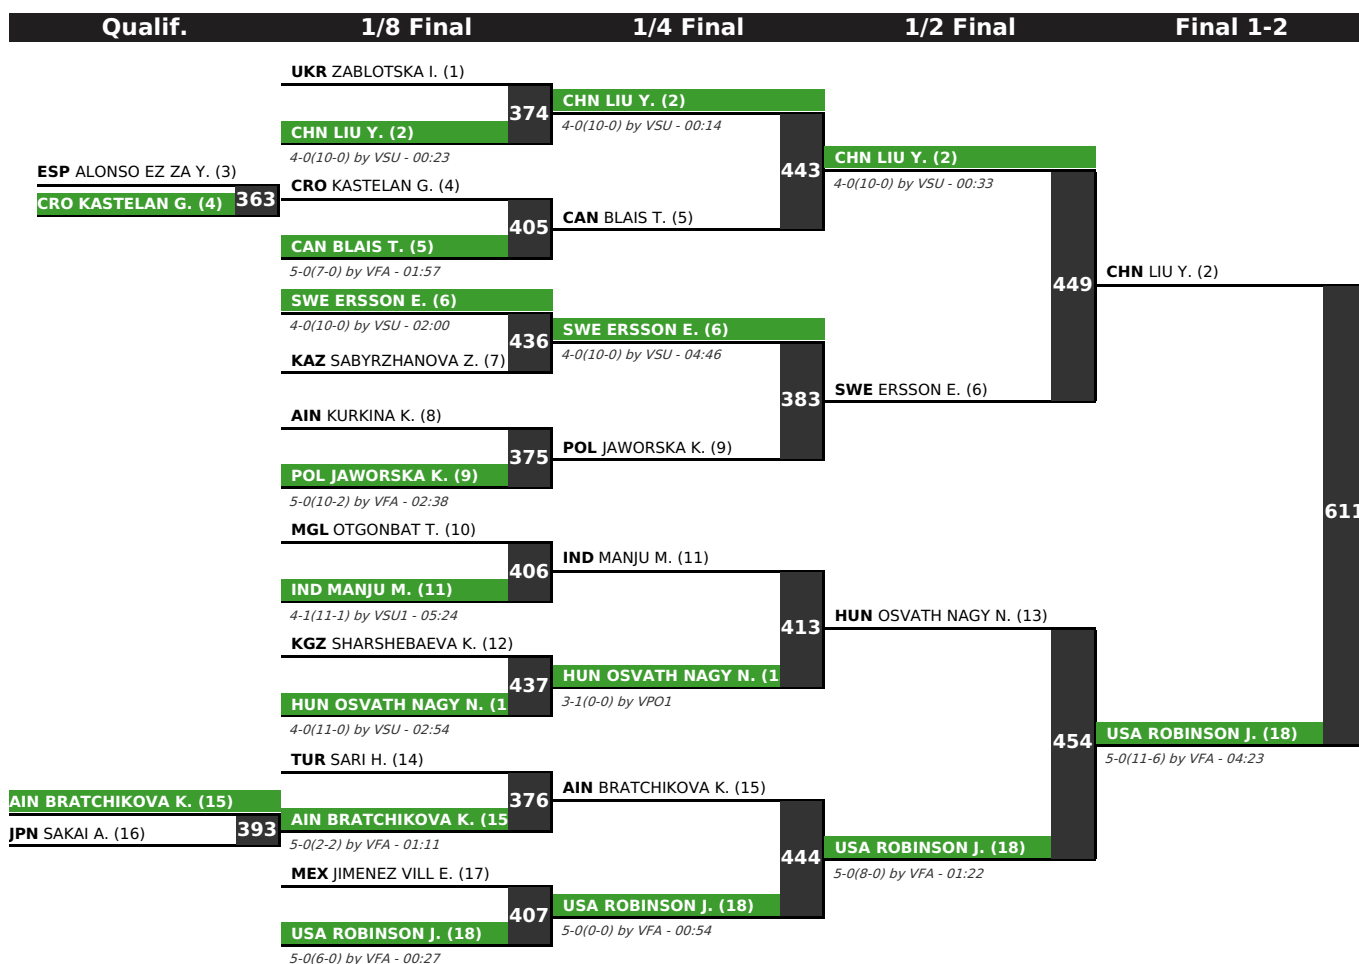 Qualif.
1/8 Final
1/4 Final
1/2 Final
Final 1-2
UKR ZABLOTSKA I. (1)
374
CHN LIU Y. (2)
4-0(10-0) by VSU - 00:23
ESP ALONSO EZ ZA Y. (3)
363
CRO KASTELAN G. (4)
CRO KASTELAN G. (4)
405
CAN BLAIS T. (5)
5-0(7-0) by VFA - 01:57
SWE ERSSON E. (6)
4-0(10-0) by VSU - 02:00
436
KAZ SABYRZHANOVA Z. (7)
AIN KURKINA K. (8)
375
POL JAWORSKA K. (9)
5-0(10-2) by VFA - 02:38
MGL OTGONBAT T. (10)
406
IND MANJU M. (11)
4-1(11-1) by VSU1 - 05:24
KGZ SHARSHEBAEVA K. (12)
437
HUN OSVATH NAGY N. (1
4-0(11-0) by VSU - 02:54
TUR SARI H. (14)
376
AIN BRATCHIKOVA K. (15
5-0(2-2) by VFA - 01:11
AIN BRATCHIKOVA K. (15)
393
JPN SAKAI A. (16)
MEX JIMENEZ VILL E. (17)
407
USA ROBINSON J. (18)
5-0(6-0) by VFA - 00:27
CHN LIU Y. (2)
4-0(10-0) by VSU - 00:14
443
CAN BLAIS T. (5)
SWE ERSSON E. (6)
4-0(10-0) by VSU - 04:46
383
POL JAWORSKA K. (9)
IND MANJU M. (11)
413
HUN OSVATH NAGY N. (1
3-1(0-0) by VPO1
AIN BRATCHIKOVA K. (15)
444
USA ROBINSON J. (18)
5-0(0-0) by VFA - 00:54
CHN LIU Y. (2)
4-0(10-0) by VSU - 00:33
449
SWE ERSSON E. (6)
HUN OSVATH NAGY N. (13)
454
USA ROBINSON J. (18)
5-0(8-0) by VFA - 01:22
CHN LIU Y. (2)
611
USA ROBINSON J. (18)
5-0(11-6) by VFA - 04:23